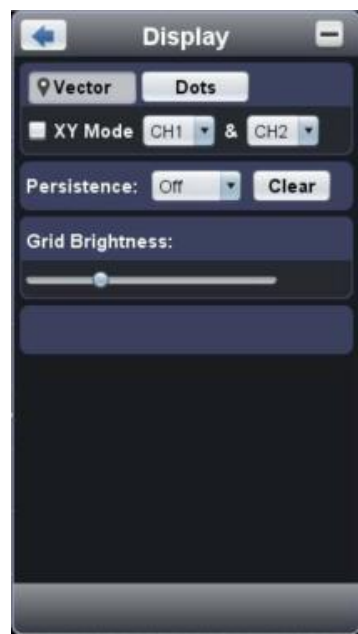 Display
Vector Dots
XY Mode CH1 & CH2
Persistence: Off Clear
Grid Brightness: